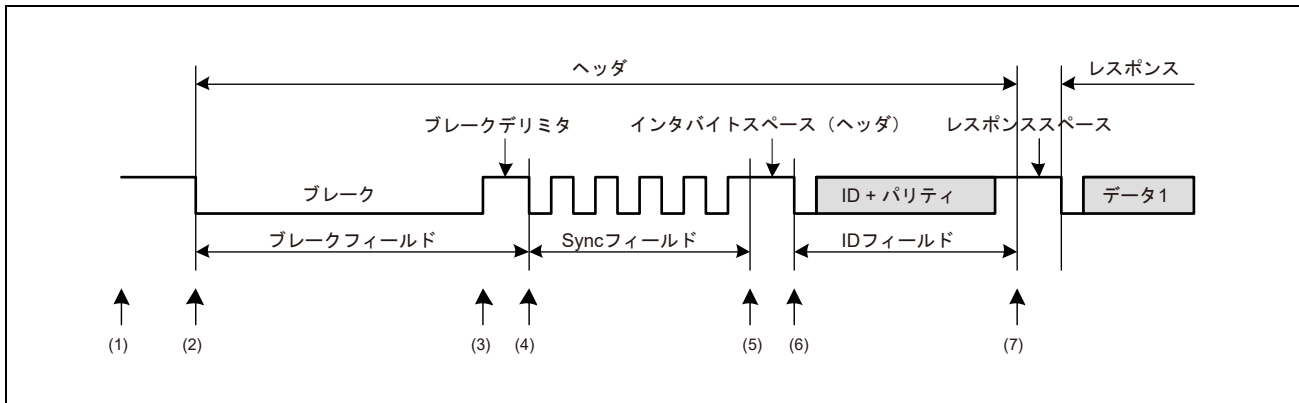 ヘッダ
レスポンス
ブレークデリミタ
インタバイトスペース（ヘッダ）
レスポンススペース
ブレーク
ID + パリティ
データ1
ブレークフィールド
Syncフィールド
IDフィールド
(1)
(2)
(3)
(4)
(5)
(6)
(7)